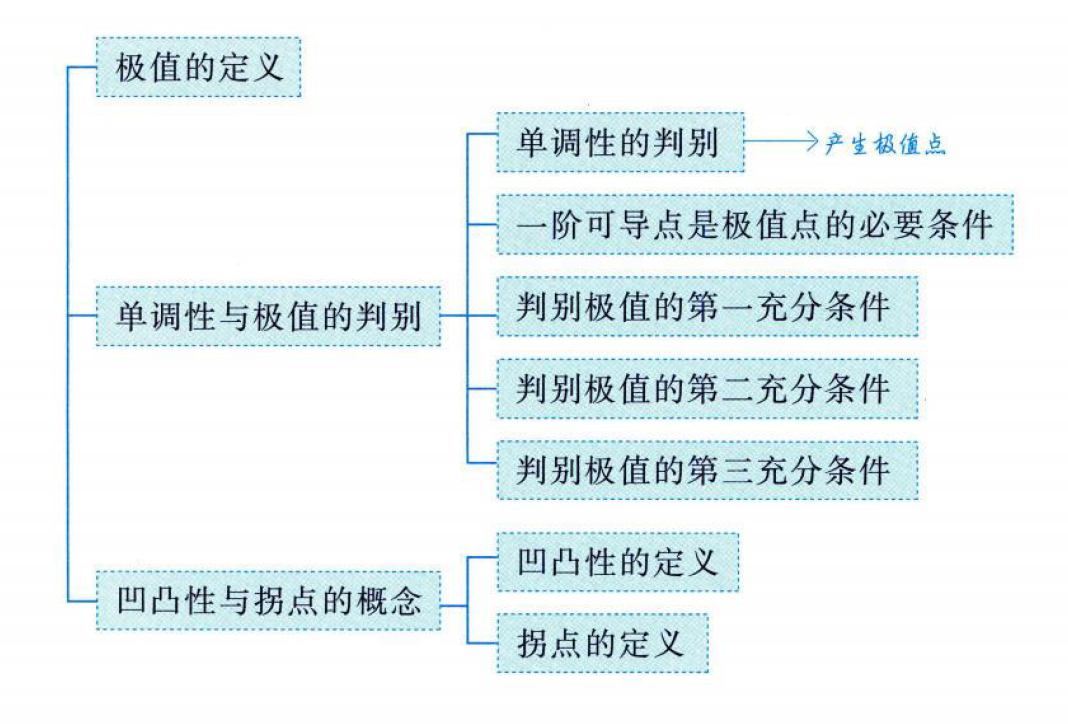 极值的定义
单调性的判别
产生极值点
一阶可导点是极值点的必要条件
单调性与极值的判别
判别极值的第一充分条件
判别极值的第二充分条件
判别极值的第三充分条件
凹凸性与拐点的概念
凹凸性的定义
拐点的定义